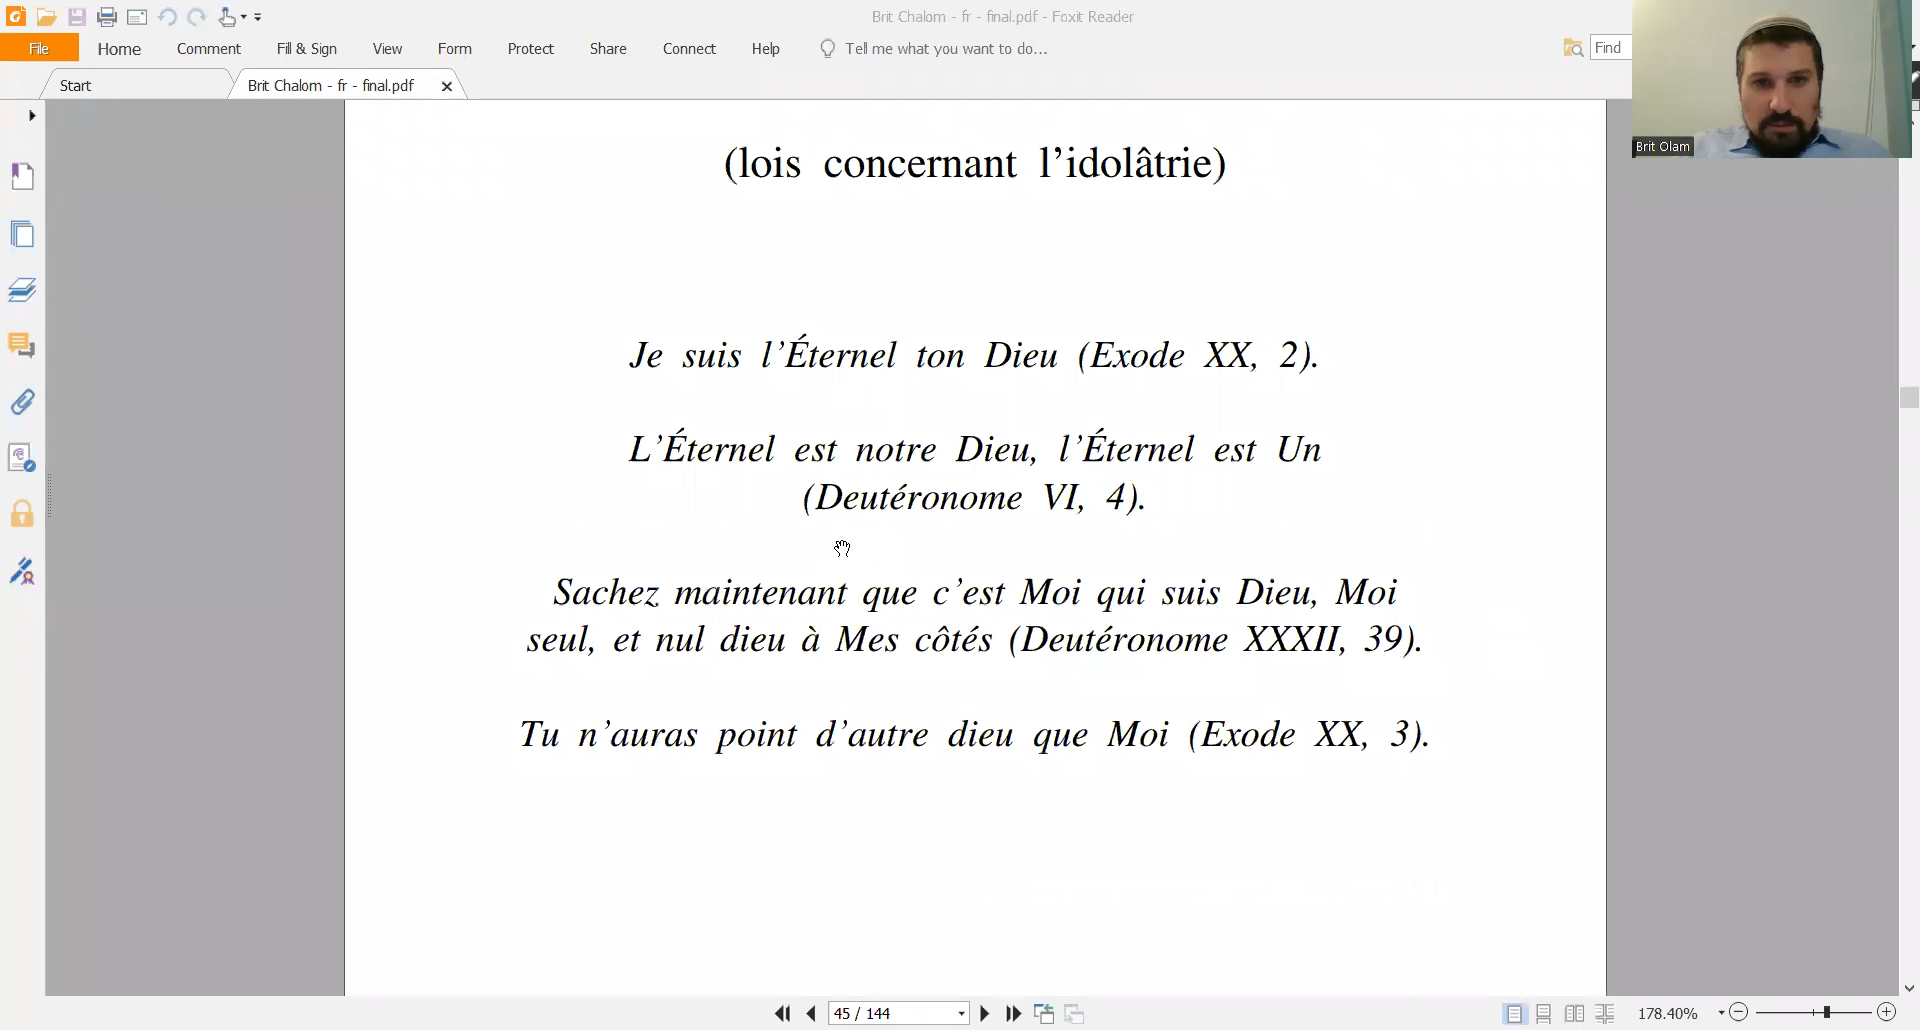 Brit Chalom - fr - final.pdf - Foxit Reader
File Home Comment Fill & Sign View Form Protect Share Connect Help Tell me what you want to do... Find
Start Brit Chalom - fr - final.pdf
Brit Olam
(lois concernant l’idolâtrie)
Je suis l’Éternel ton Dieu (Exode XX, 2).
L’Éternel est notre Dieu, l’Éternel est Un
(Deutéronome VI, 4).
Sachez maintenant que c’est Moi qui suis Dieu, Moi
seul, et nul dieu à Mes côtés (Deutéronome XXXII, 39).
Tu n’auras point d’autre dieu que Moi (Exode XX, 3).
45 / 144 178.40%